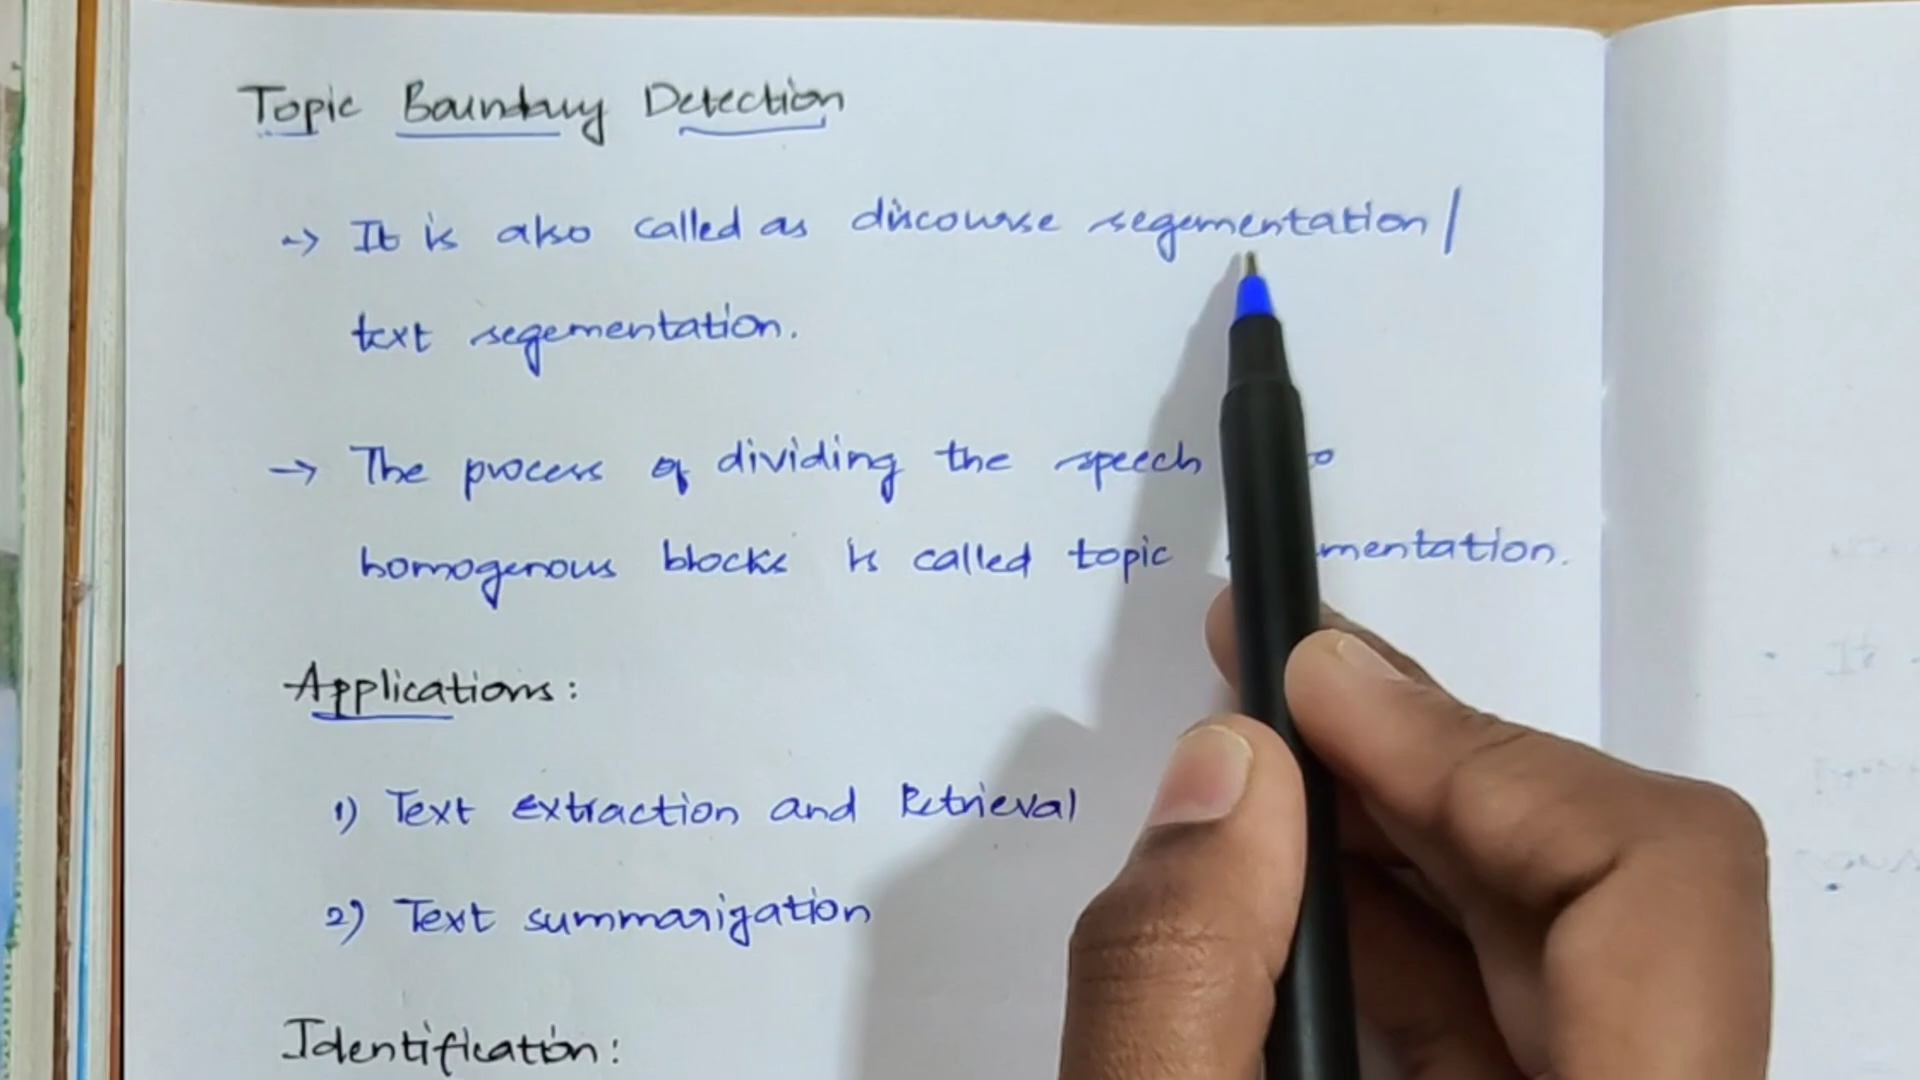 Topic Boundary Detection
-> It is also called as discourse segementation/
text segementation.
-> The process of dividing the speech
homogenous blocks is called topic mentation.
Applications:
1) Text extraction and Retrieval
2) Text summarization
Identification: